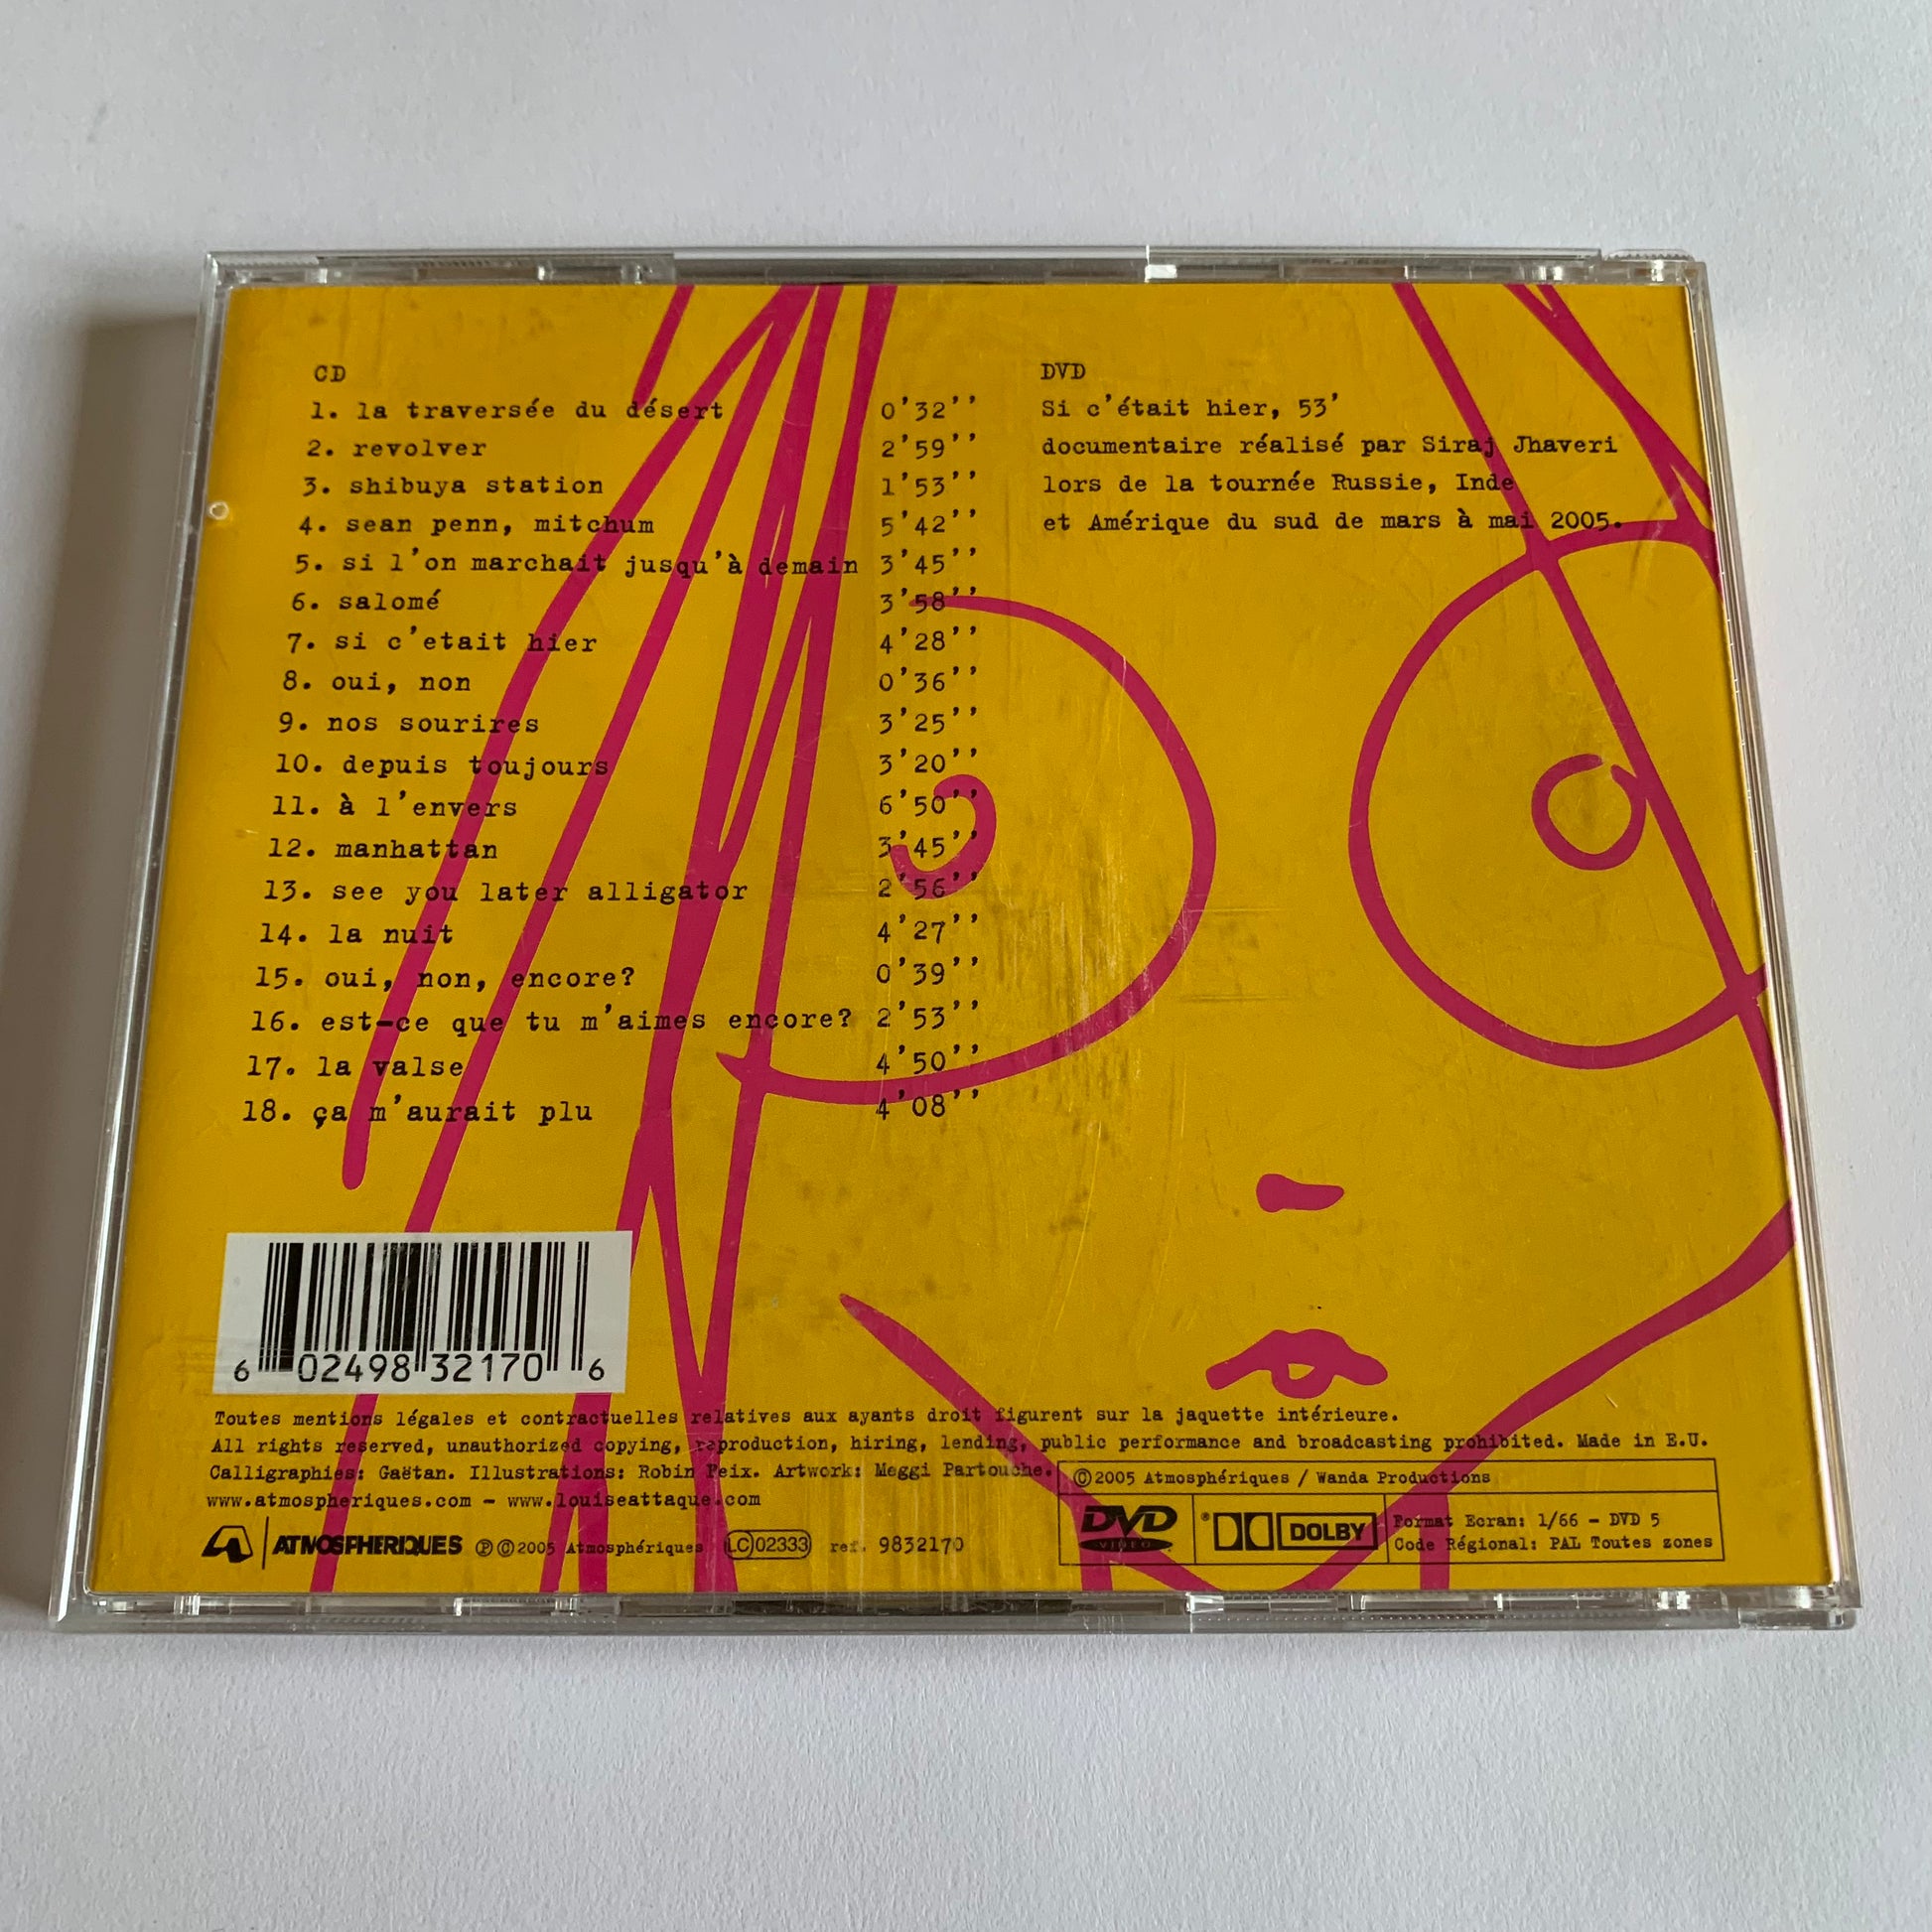 CD
1. la traversée du désert 0'32''
2. revolver 2'59''
3. shibuya station 1'53''
4. sean penn, mitchum 5'42''
5. si l'on marchait jusqu'à demain 3'45''
6. salomé 3'58''
7. si c'etait hier 4'28''
8. oui, non 0'36''
9. nos sourires 3'25''
10. depuis toujours 3'20''
11. à l'envers 6'50''
12. manhattan 3'45''
13. see you later alligator 2'56''
14. la nuit 4'27''
15. oui, non, encore? 0'39''
16. est-ce que tu m'aimes encore? 2'53''
17. la valse 4'50''
18. ça m'aurait plu 4'08''
DVD
Si c'était hier, 53'
documentaire réalisé par Siraj Jhaveri
lors de la tournée Russie, Inde
et Amérique du sud de mars à mai 2005.
6 02498 32170 6
Toutes mentions légales et contractuelles relatives aux ayants droit figurent sur la jaquette intérieure.
All rights reserved, unauthorized copying, reproduction, hiring, lending, public performance and broadcasting prohibited. Made in E.U.
Calligraphies: Gaëtan. Illustrations: Robin Feix. Artwork: Meggi Partouche.
www.atmospheriques.com - www.louiseattaque.com
ATMOSPHERIQUES ℗©2005 Atmosphériques LC02333 ref. 9832170
©2005 Atmosphériques / Wanda Productions
DVD VIDEO
DOLBY
Format Ecran: 1/66 - DVD 5
Code Régional: PAL Toutes zones